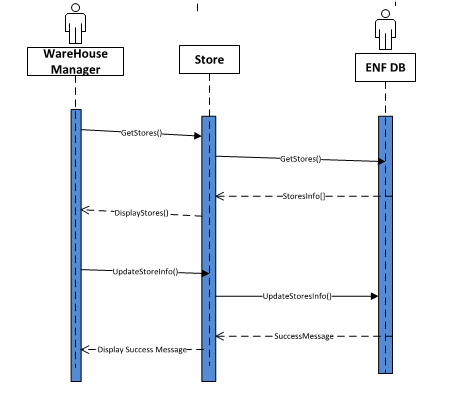 WareHouse
Manager
Store
ENF DB
GetStores()
GetStores()
StoresInfo[]
DisplayStores()
UpdateStoreInfo()
UpdateStoresInfo()
SuccessMessage
Display Success Message